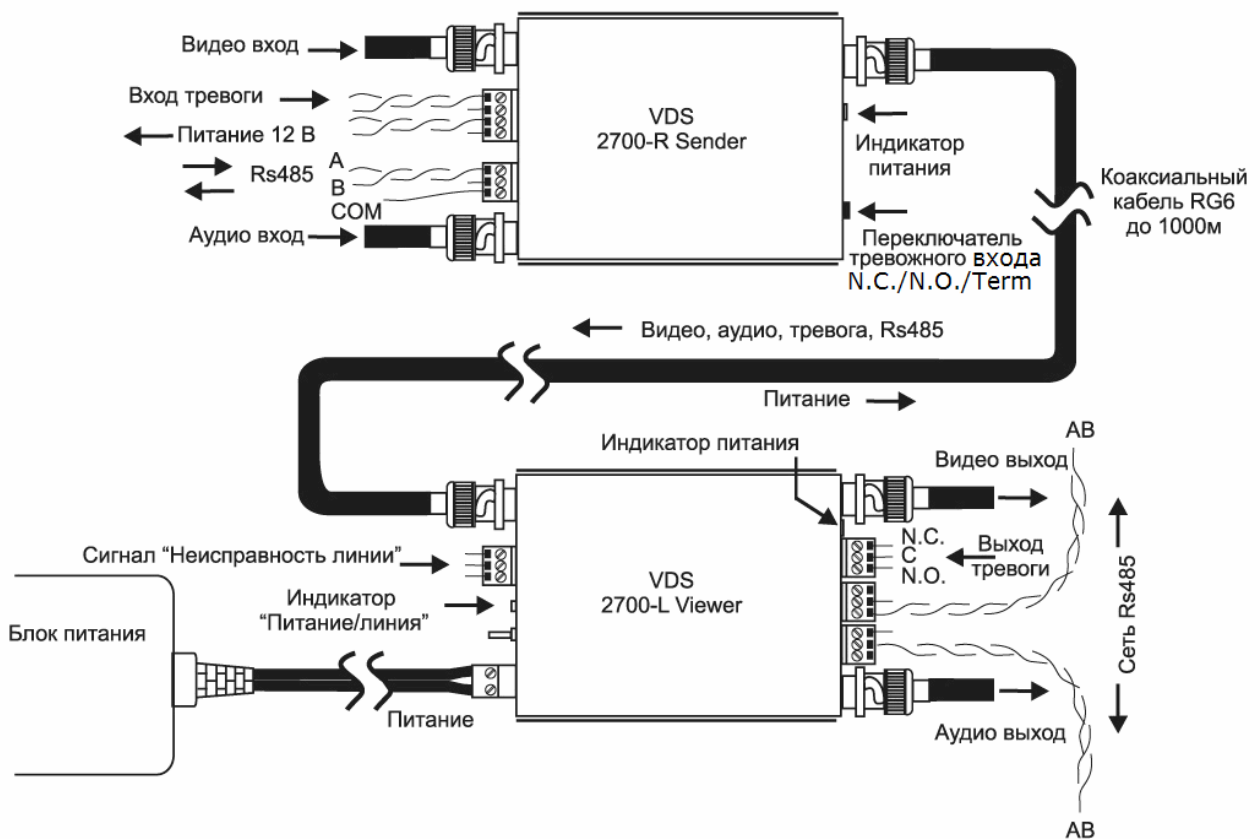 Видео вход
Вход тревоги
Питание 12 В
Rs485
A
B
COM
Аудио вход
VDS
2700-R Sender
Индикатор
питания
Переключатель
тревожного входа
N.C./N.O./Term
Коаксиальный
кабель RG6
до 1000м
Видео, аудио, тревога, Rs485
Питание
Индикатор питания
AB
Видео выход
Сигнал “Неисправность линии”
N.C.
C
N.O.
Выход
тревоги
VDS
2700-L Viewer
Индикатор
“Питание/линия”
Блок питания
Сеть Rs485
Питание
Аудио выход
AB